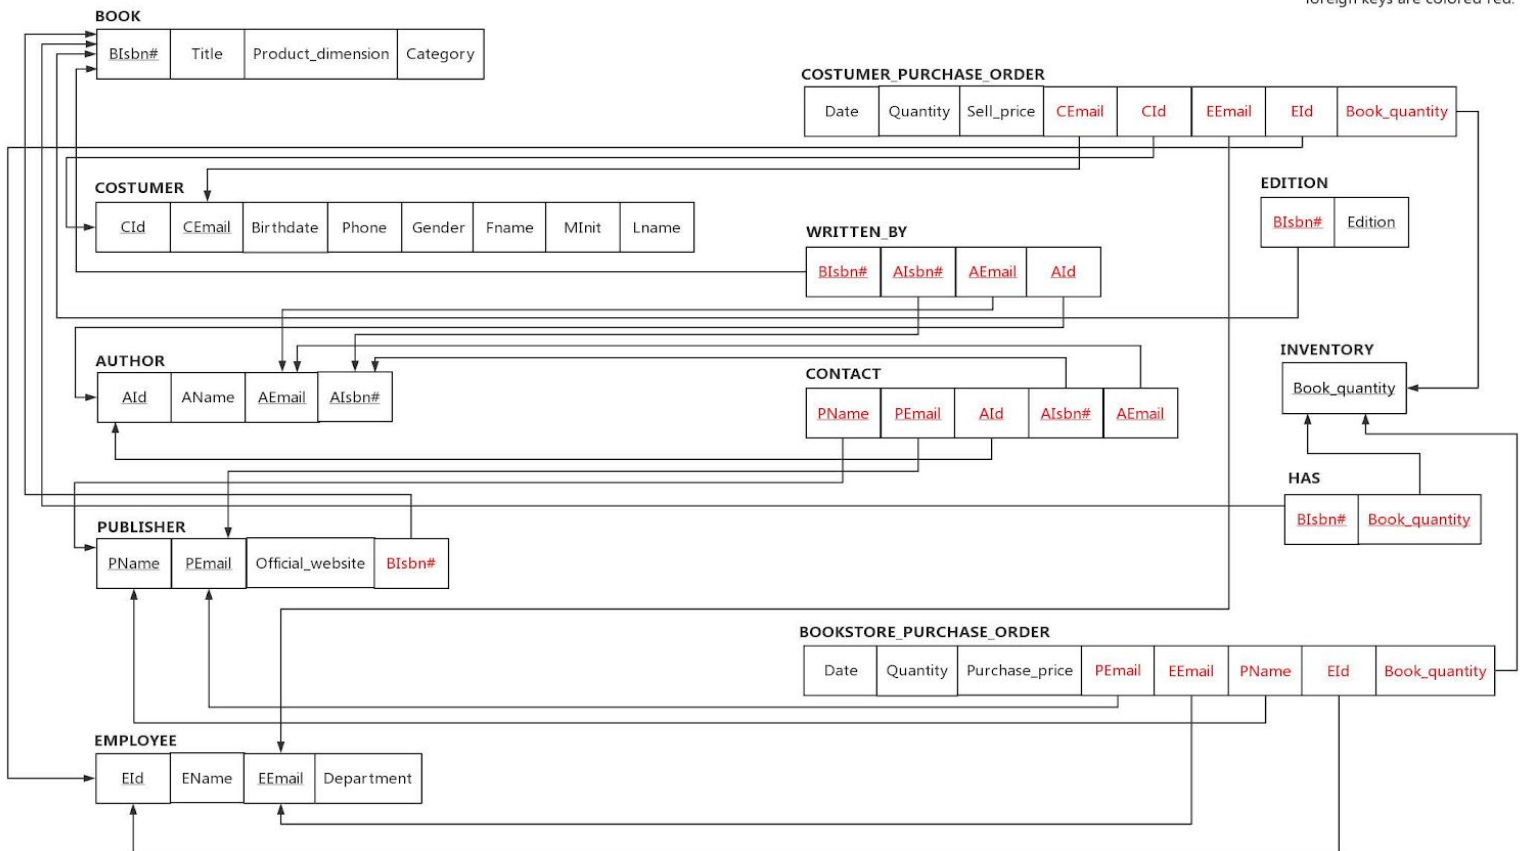 foreign keys are colored red.
BOOK
BIsbn# Title Product_dimension Category
COSTUMER_PURCHASE_ORDER
Date Quantity Sell_price CEmail CId EEmail EId Book_quantity
COSTUMER
CId CEmail Birthdate Phone Gender Fname MInit Lname
EDITION
BIsbn# Edition
WRITTEN_BY
BIsbn# AIsbn# AEmail AId
AUTHOR
AId AName AEmail AIsbn#
CONTACT
PName PEmail AId AIsbn# AEmail
INVENTORY
Book_quantity
HAS
BIsbn# Book_quantity
PUBLISHER
PName PEmail Official_website BIsbn#
BOOKSTORE_PURCHASE_ORDER
Date Quantity Purchase_price PEmail EEmail PName EId Book_quantity
EMPLOYEE
EId EName EEmail Department